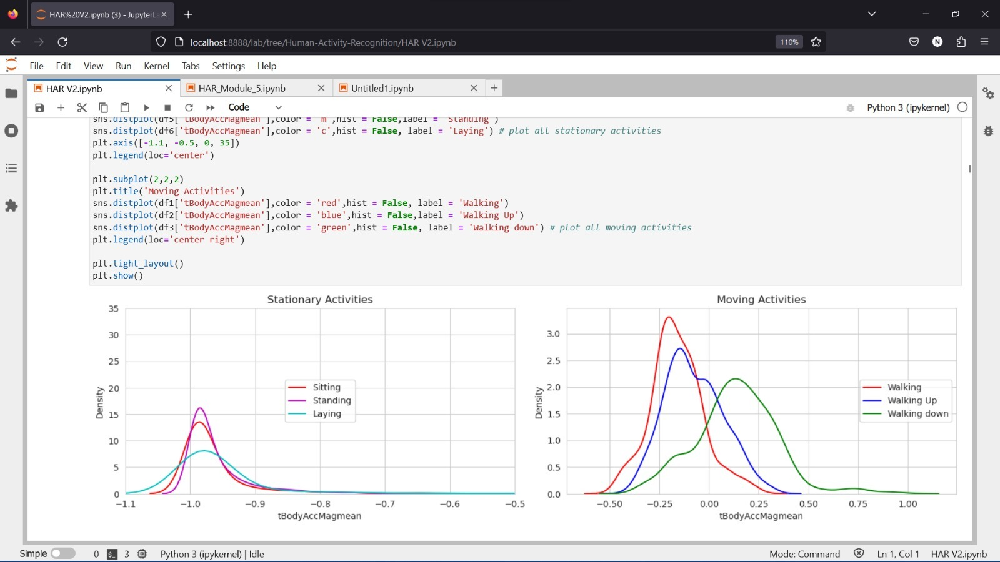 HAR%20V2.ipynb (3) - JupyterLa
localhost:8888/lab/tree/Human-Activity-Recognition/HAR V2.ipynb
110%
N
File Edit View Run Kernel Tabs Settings Help
HAR V2.ipynb
HAR_Module_5.ipynb
Untitled1.ipynb
Code
Python 3 (ipykernel)
sns.distplot(df5['tBodyAccMagmean'],color = 'm',hist = False,label = 'Standing')
sns.distplot(df6['tBodyAccMagmean'],color = 'c',hist = False, label = 'Laying') # plot all stationary activities
plt.axis([-1.1, -0.5, 0, 35])
plt.legend(loc='center')
plt.subplot(2,2,2)
plt.title('Moving Activities')
sns.distplot(df1['tBodyAccMagmean'],color = 'red',hist = False, label = 'Walking')
sns.distplot(df2['tBodyAccMagmean'],color = 'blue',hist = False,label = 'Walking Up')
sns.distplot(df3['tBodyAccMagmean'],color = 'green',hist = False, label = 'Walking down') # plot all moving activities
plt.legend(loc='center right')
plt.tight_layout()
plt.show()
Stationary Activities
35
30
25
20
15
10
5
0
Density
Sitting
Standing
Laying
−1.1 −1.0 −0.9 −0.8 −0.7 −0.6 −0.5
tBodyAccMagmean
Moving Activities
3.0
2.5
2.0
1.5
1.0
0.5
0.0
Density
Walking
Walking Up
Walking down
−0.50 −0.25 0.00 0.25 0.50 0.75 1.00
tBodyAccMagmean
Simple 0 $_ 3 Python 3 (ipykernel) | Idle
Mode: Command Ln 1, Col 1 HAR V2.ipynb